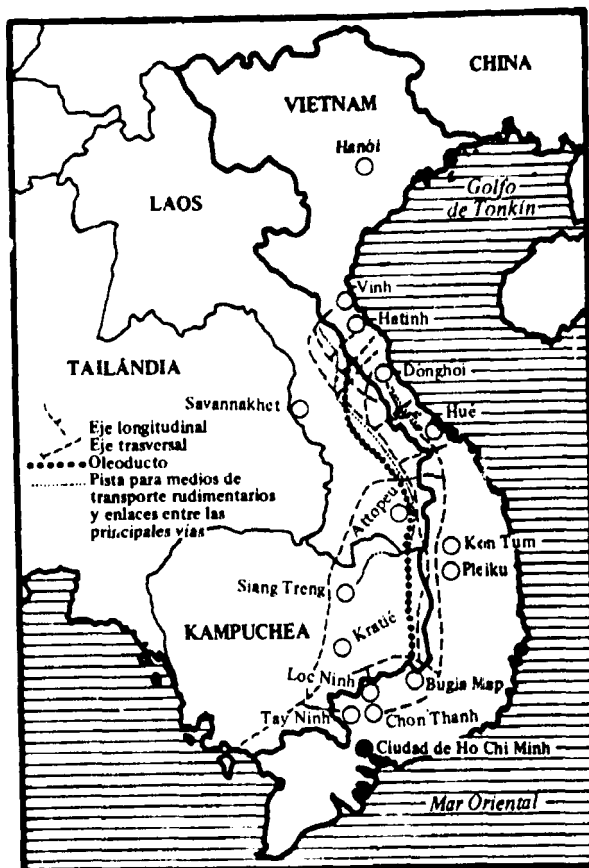 CHINA
VIETNAM
Hanói
LAOS
Golfo
de Tonkín
Vinh
Hatinh
TAILÁNDIA
Donghoi
Savannakhet
Hué
Eje longitudinal
Eje trasversal
Oleoducto
Pista para medios de
transporte rudimentarios
y enlaces entre las
principales vías
Attopeu
Kon Tum
Pleiku
Siang Treng
KAMPUCHEA
Kratié
Loc Ninh
Bugia Map
Tay Ninh
Chon Thanh
Ciudad de Ho Chi Minh
Mar Oriental